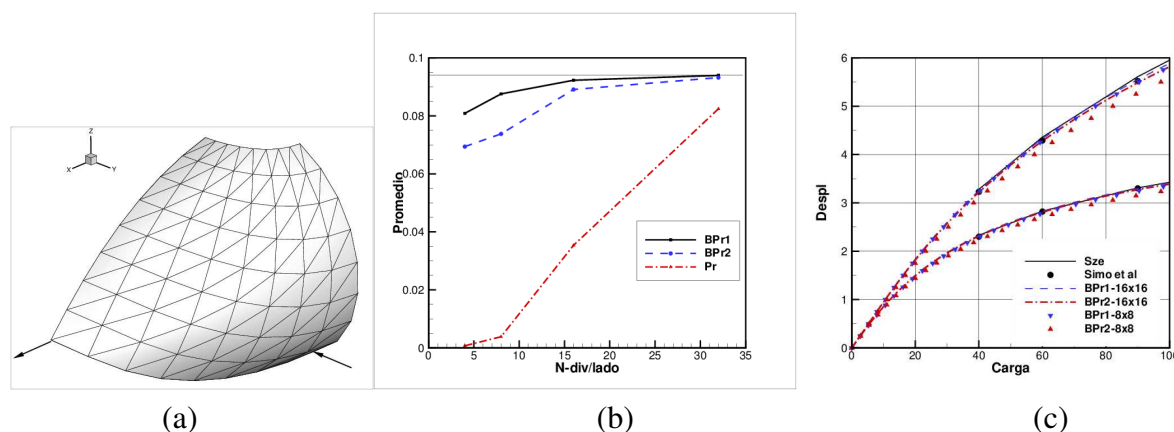 Z
X
Y
(a)
0.1
0.08
0.06
0.04
0.02
0
Promedio
BPr1
BPr2
Pr
0
5
10
15
20
25
30
35
N-div/lado
(b)
6
5
4
3
2
1
0
Despl
Sze
Simo et al
BPr1-16x16
BPr2-16x16
BPr1-8x8
BPr2-8x8
0
20
40
60
80
100
Carga
(c)